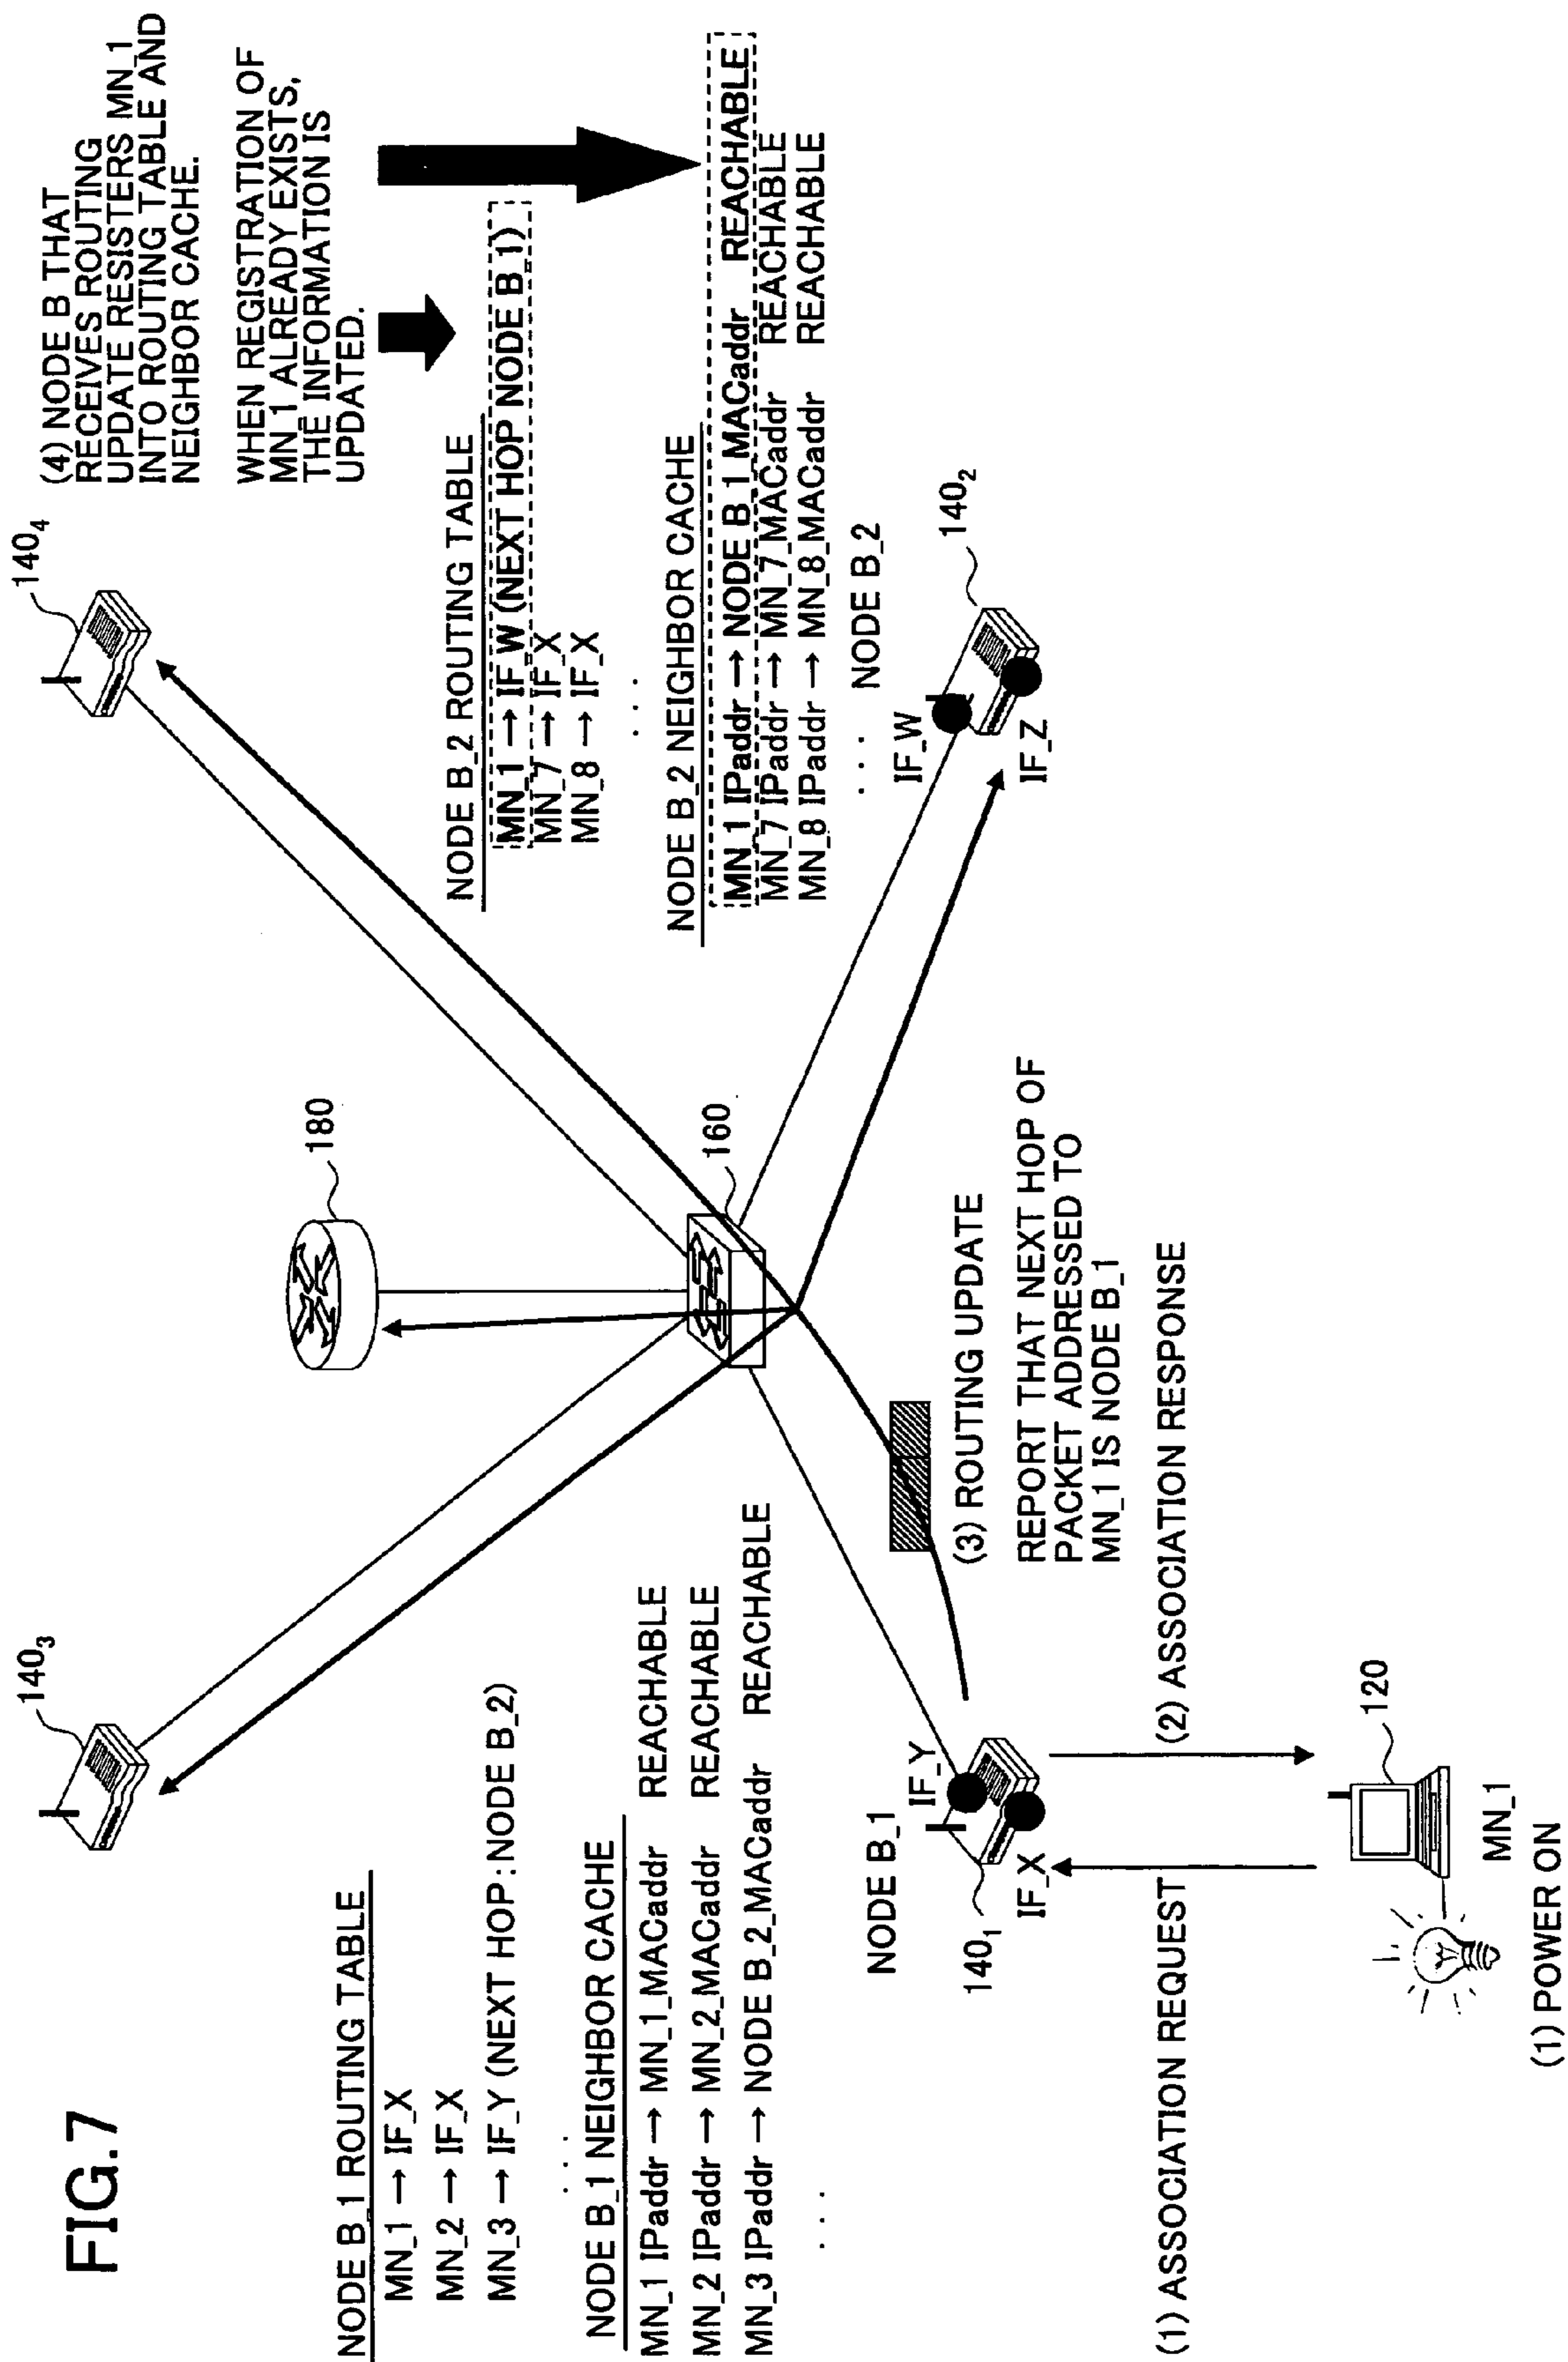 FIG.7
NODE B_1 ROUTING TABLE
MN_1 → IF_X
MN_2 → IF_X
MN_3 → IF_Y (NEXT HOP:NODE B_2)
. . .
NODE B_1 NEIGHBOR CACHE
MN_1 IPaddr → MN_1_MACaddr REACHABLE
MN_2 IPaddr → MN_2_MACaddr REACHABLE
MN_3 IPaddr → NODE B_2_MACaddr REACHABLE
. . .
140₃
180
140₄
160
(4) NODE B THAT
RECEIVES ROUTING
UPDATE RESISTERS MN_1
INTO ROUTING TABLE AND
NEIGHBOR CACHE.
WHEN REGISTRATION OF
MN_1 ALREADY EXISTS,
THE INFORMATION IS
UPDATED.
NODE B_2 ROUTING TABLE
MN_1 → IF_W (NEXT HOP NODE B_1)
MN_7 → IF_X
MN_8 → IF_X
. . .
NODE B_2 NEIGHBOR CACHE
MN_1 IPaddr → NODE B_1_MACaddr REACHABLE
MN_7 IPaddr → MN_7_MACaddr REACHABLE
MN_8 IPaddr → MN_8_MACaddr REACHABLE
. . .
NODE B_2
IF_W
140₂
IF_Z
NODE B_1
IF_Y
140₁
IF_X
(3) ROUTING UPDATE
REPORT THAT NEXT HOP OF
PACKET ADDRESSED TO
MN_1 IS NODE B_1
(1) ASSOCIATION REQUEST
(2) ASSOCIATION RESPONSE
120
MN_1
(1) POWER ON